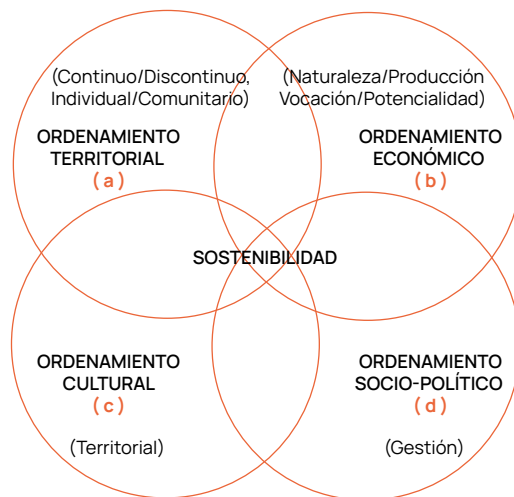 (Continuo/Discontinuo,
Individual/Comunitario)
ORDENAMIENTO
TERRITORIAL
( a )
(Naturaleza/Producción
Vocación/Potencialidad)
ORDENAMIENTO
ECONÓMICO
( b )
SOSTENIBILIDAD
ORDENAMIENTO
CULTURAL
( c )
(Territorial)
ORDENAMIENTO
SOCIO-POLÍTICO
( d )
(Gestión)